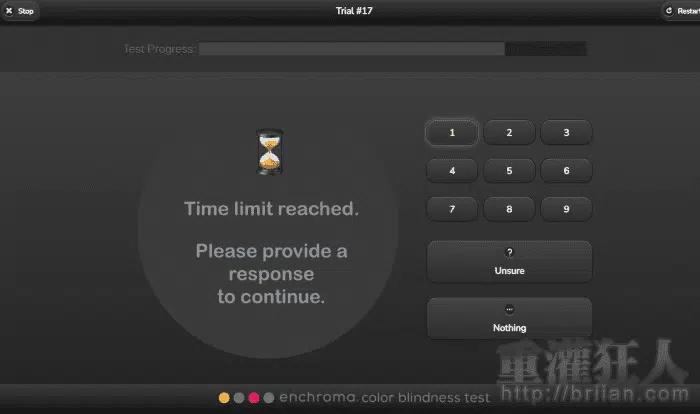 Stop
Trial #17
Restart
Test Progress:
Time limit reached.
Please provide a
response
to continue.
1 2 3
4 5 6
7 8 9
?
Unsure
Nothing
enchroma. color blindness test
重灌狂人
http://briian.com